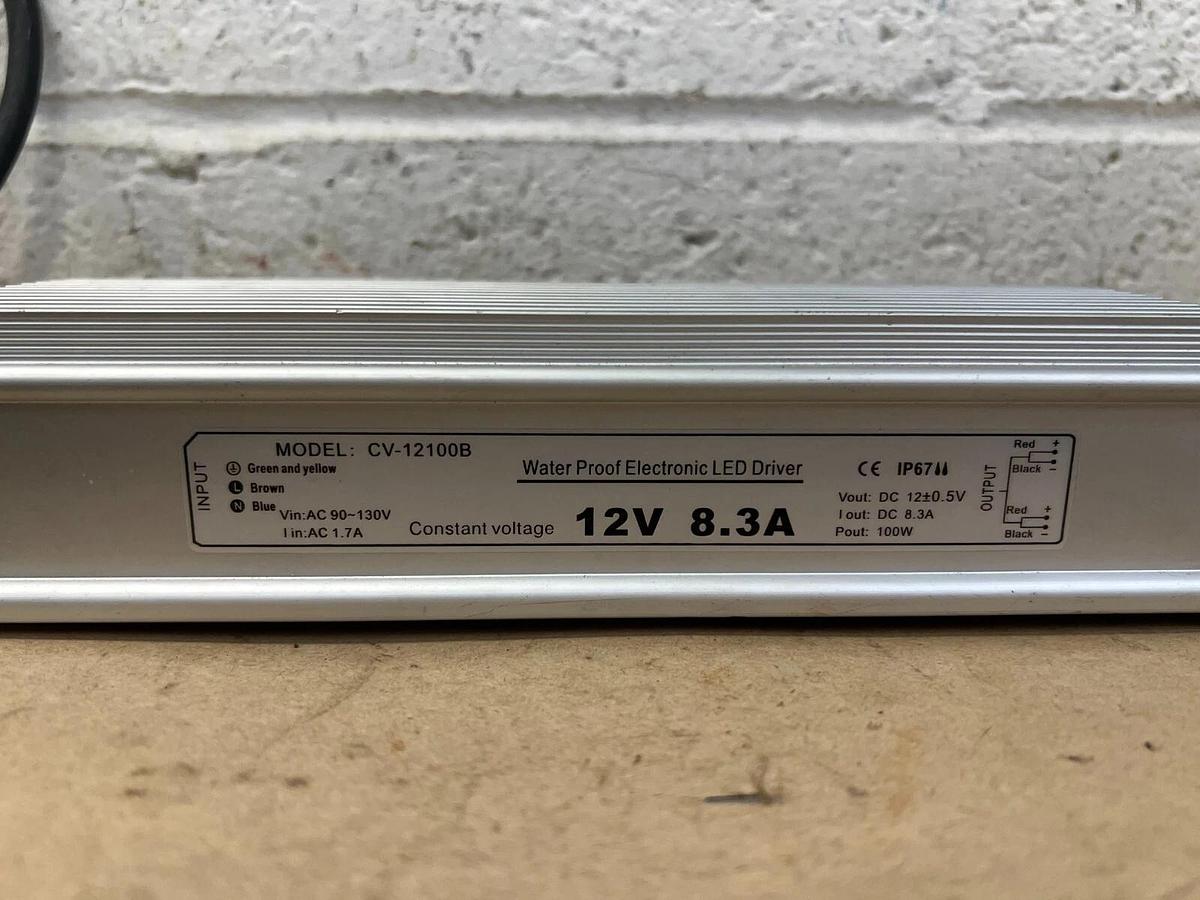 MODEL: CV-12100B
INPUT
Green and yellow
L Brown
N Blue
Vin:AC 90~130V
I in:AC 1.7A
Water Proof Electronic LED Driver
Constant voltage 12V 8.3A
CE IP67
Vout: DC 12±0.5V
I out: DC 8.3A
Pout: 100W
OUTPUT
Red +
Black -
Red +
Black -